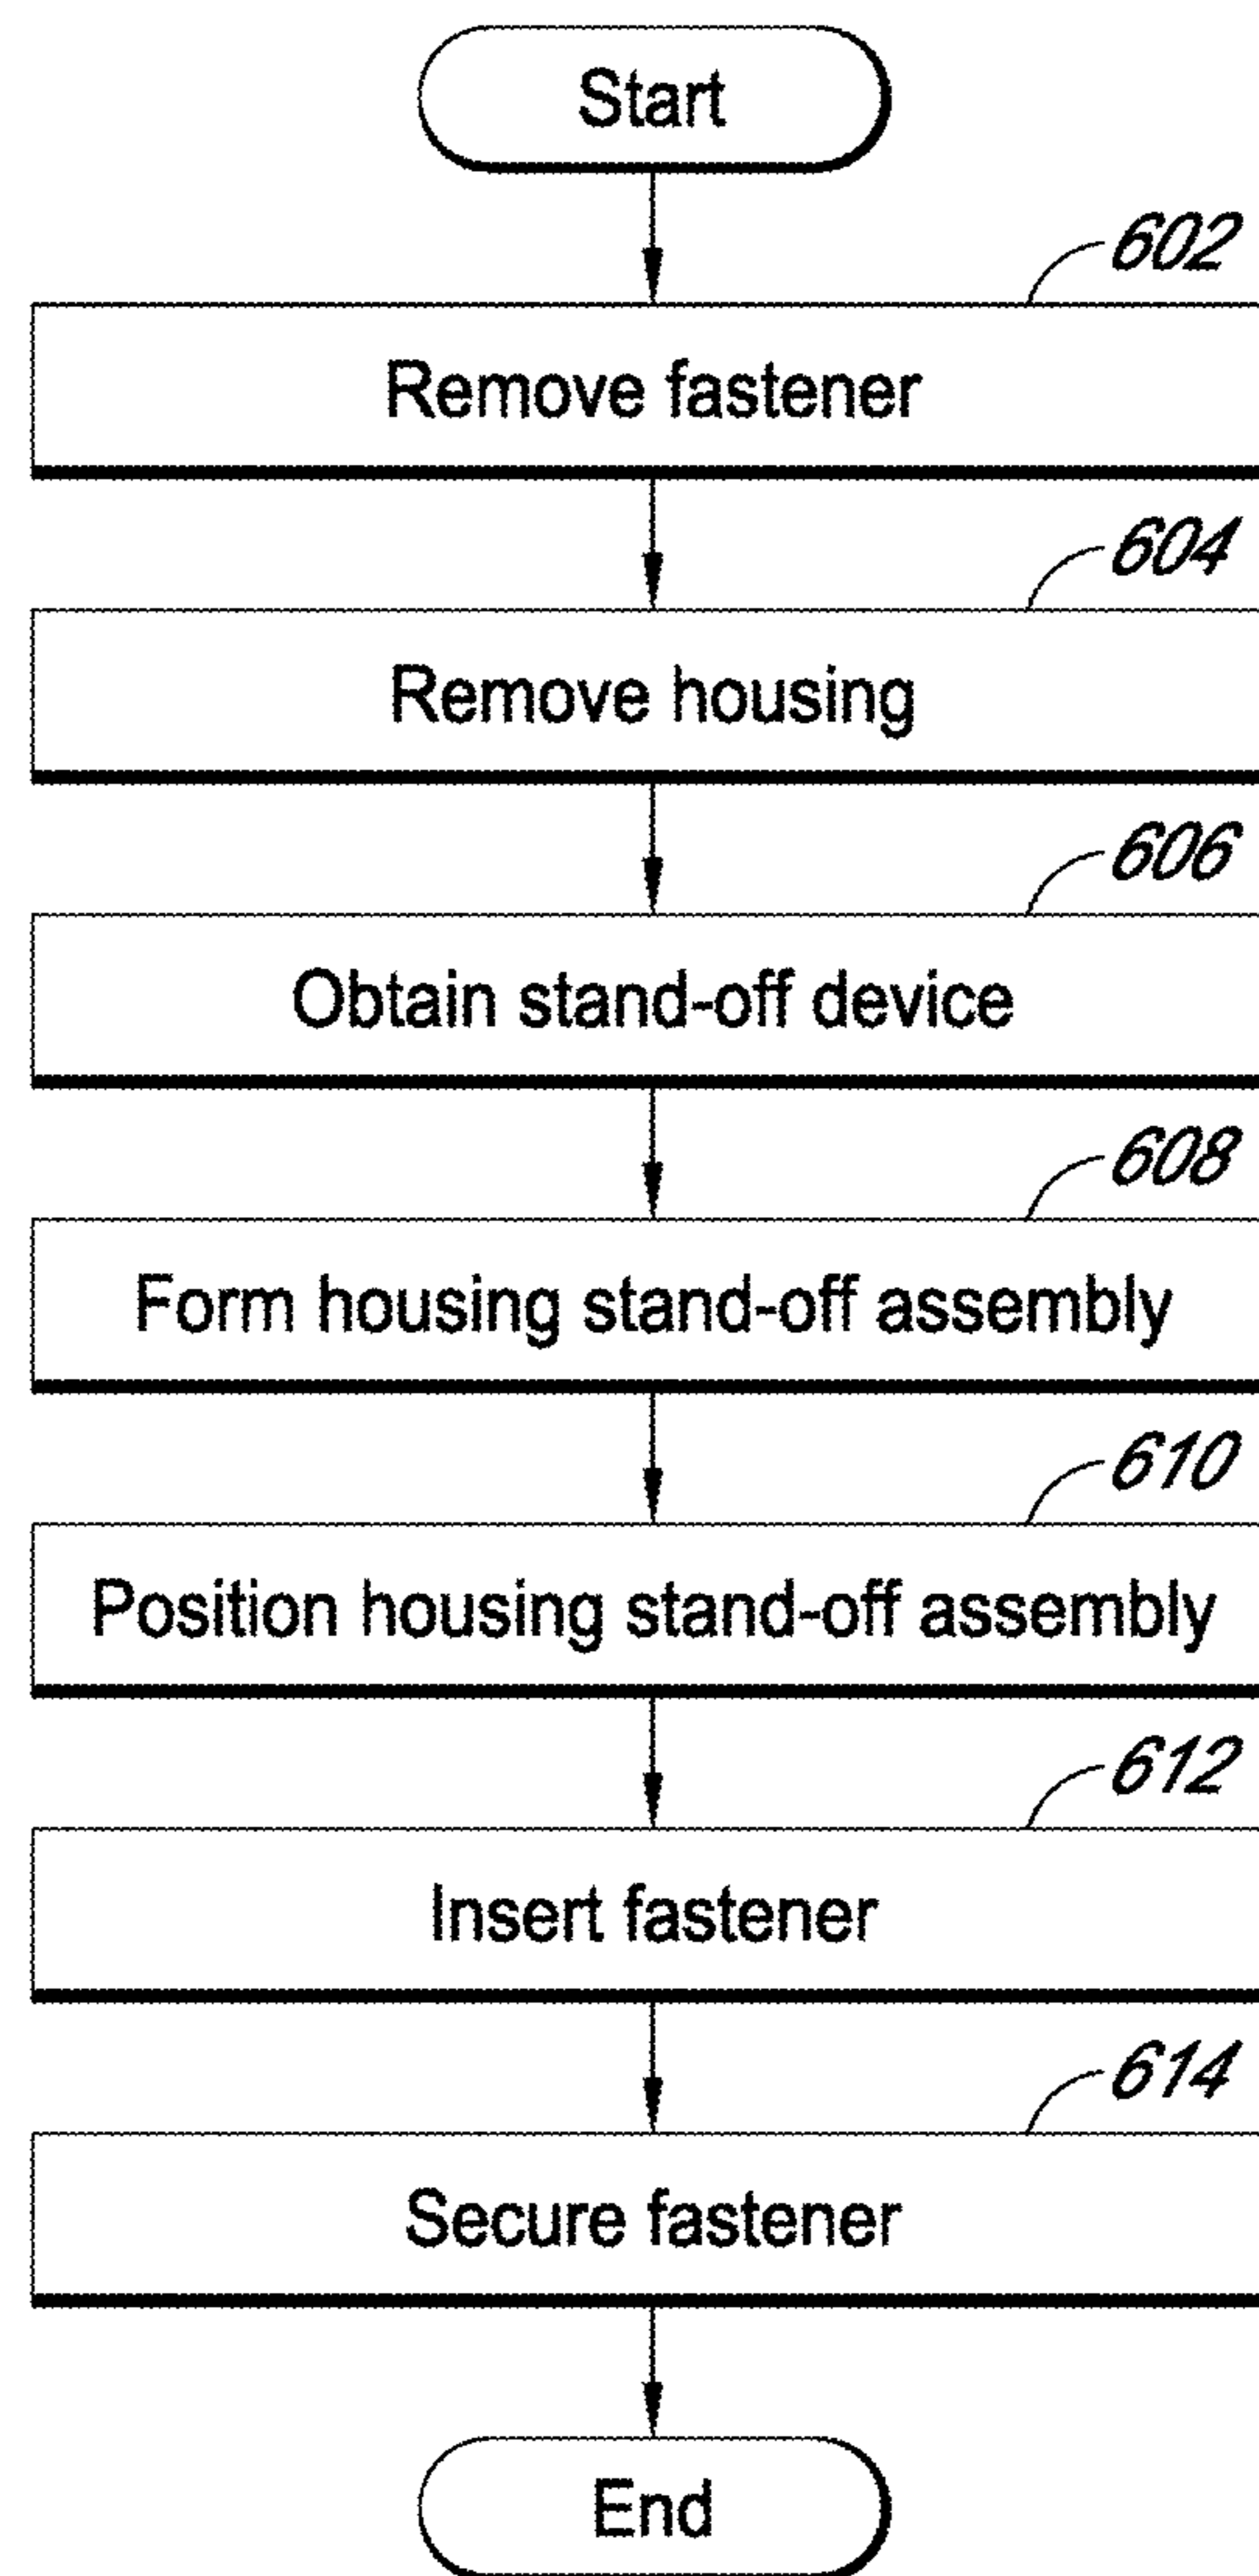 Start
602
Remove fastener
604
Remove housing
606
Obtain stand-off device
608
Form housing stand-off assembly
610
Position housing stand-off assembly
612
Insert fastener
614
Secure fastener
End